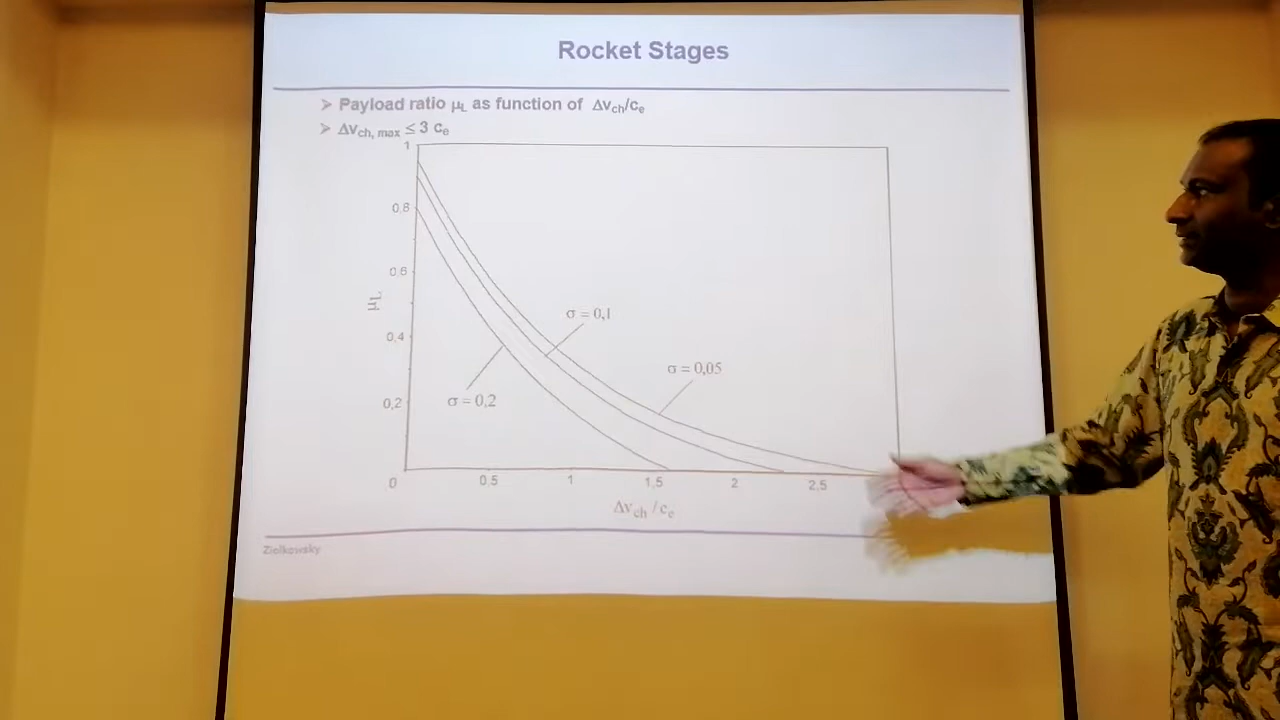 Rocket Stages
➢ Payload ratio μL as function of Δvch/ce
➢ Δvch, max ≤ 3 ce
1
0,8
0,6
μL
σ = 0,1
0,4
σ = 0,05
0,2
σ = 0,2
0 0,5 1 1,5 2 2,5
Δvch / ce
Ziolkowsky